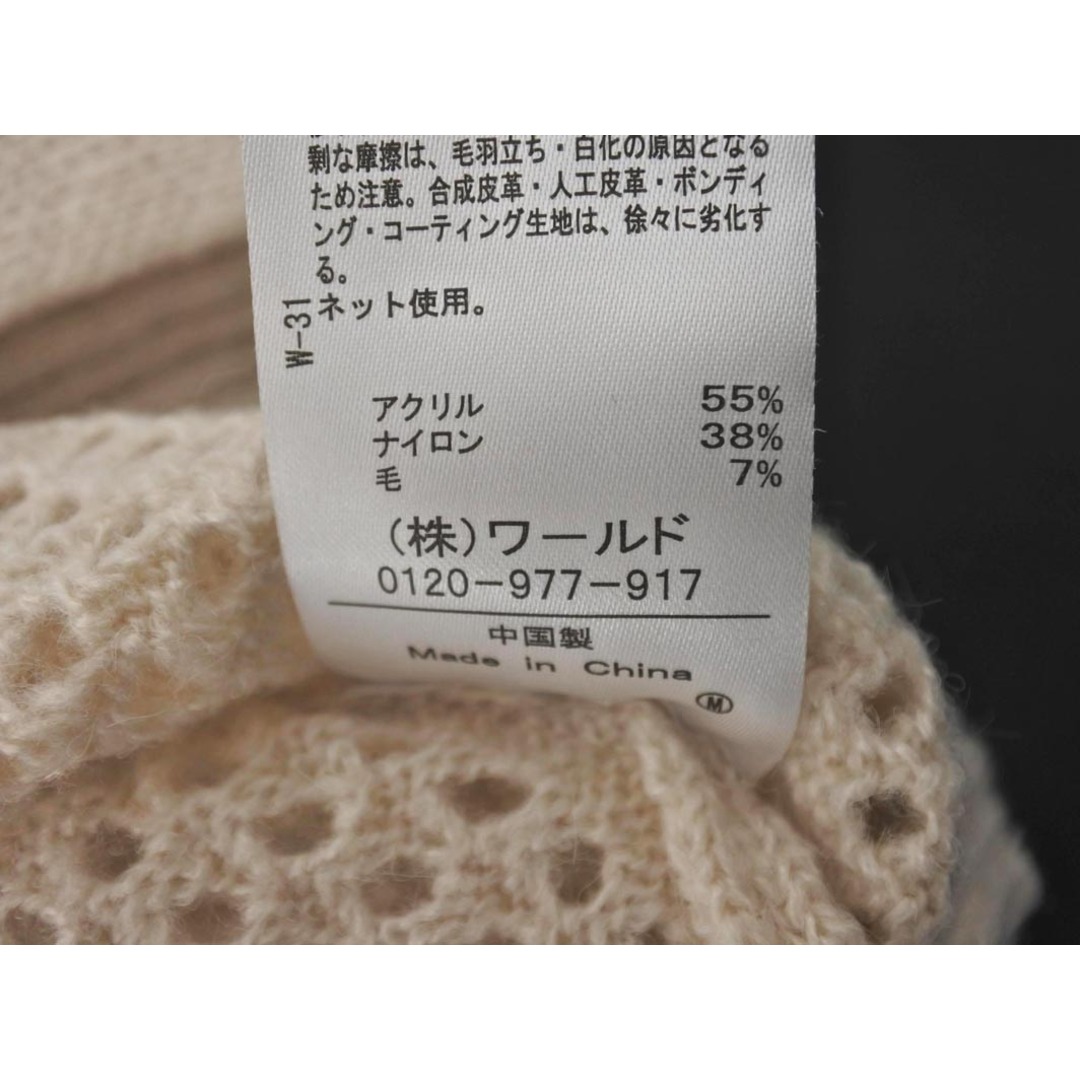 剰な摩擦は、毛羽立ち・白化の原因となる
ため注意。合成皮革・人工皮革・ボンディ
ング・コーティング生地は、徐々に劣化す
る。
ネット使用。
W-31
アクリル 55%
ナイロン 38%
毛 7%
(株)ワールド
0120-977-917
中国製
Made in China
M